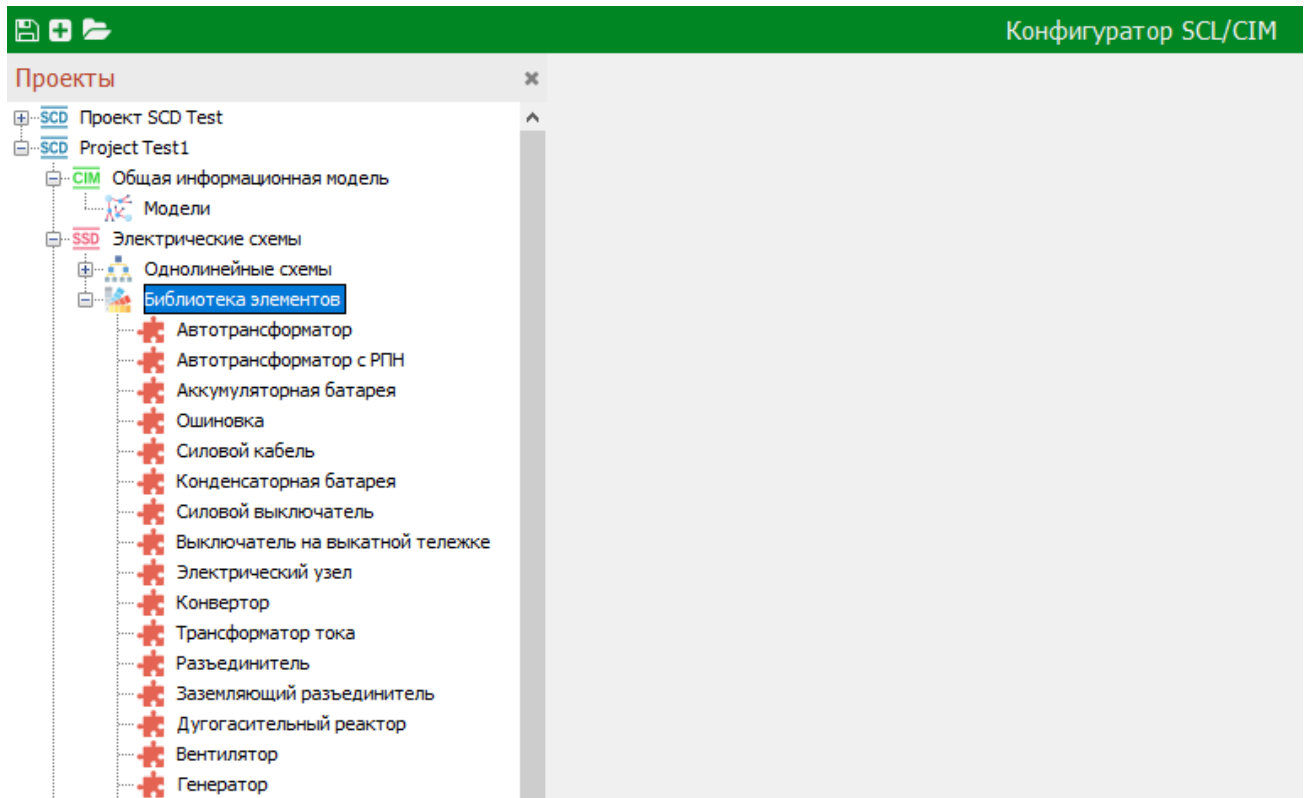 Конфигуратор SCL/CIM
Проекты
SCD Проект SCD Test
SCD Project Test1
CIM Общая информационная модель
Модели
SSD Электрические схемы
Однолинейные схемы
Библиотека элементов
Автотрансформатор
Автотрансформатор с РПН
Аккумуляторная батарея
Ошиновка
Силовой кабель
Конденсаторная батарея
Силовой выключатель
Выключатель на выкатной тележке
Электрический узел
Конвертор
Трансформатор тока
Разъединитель
Заземляющий разъединитель
Дугогасительный реактор
Вентилятор
Генератор